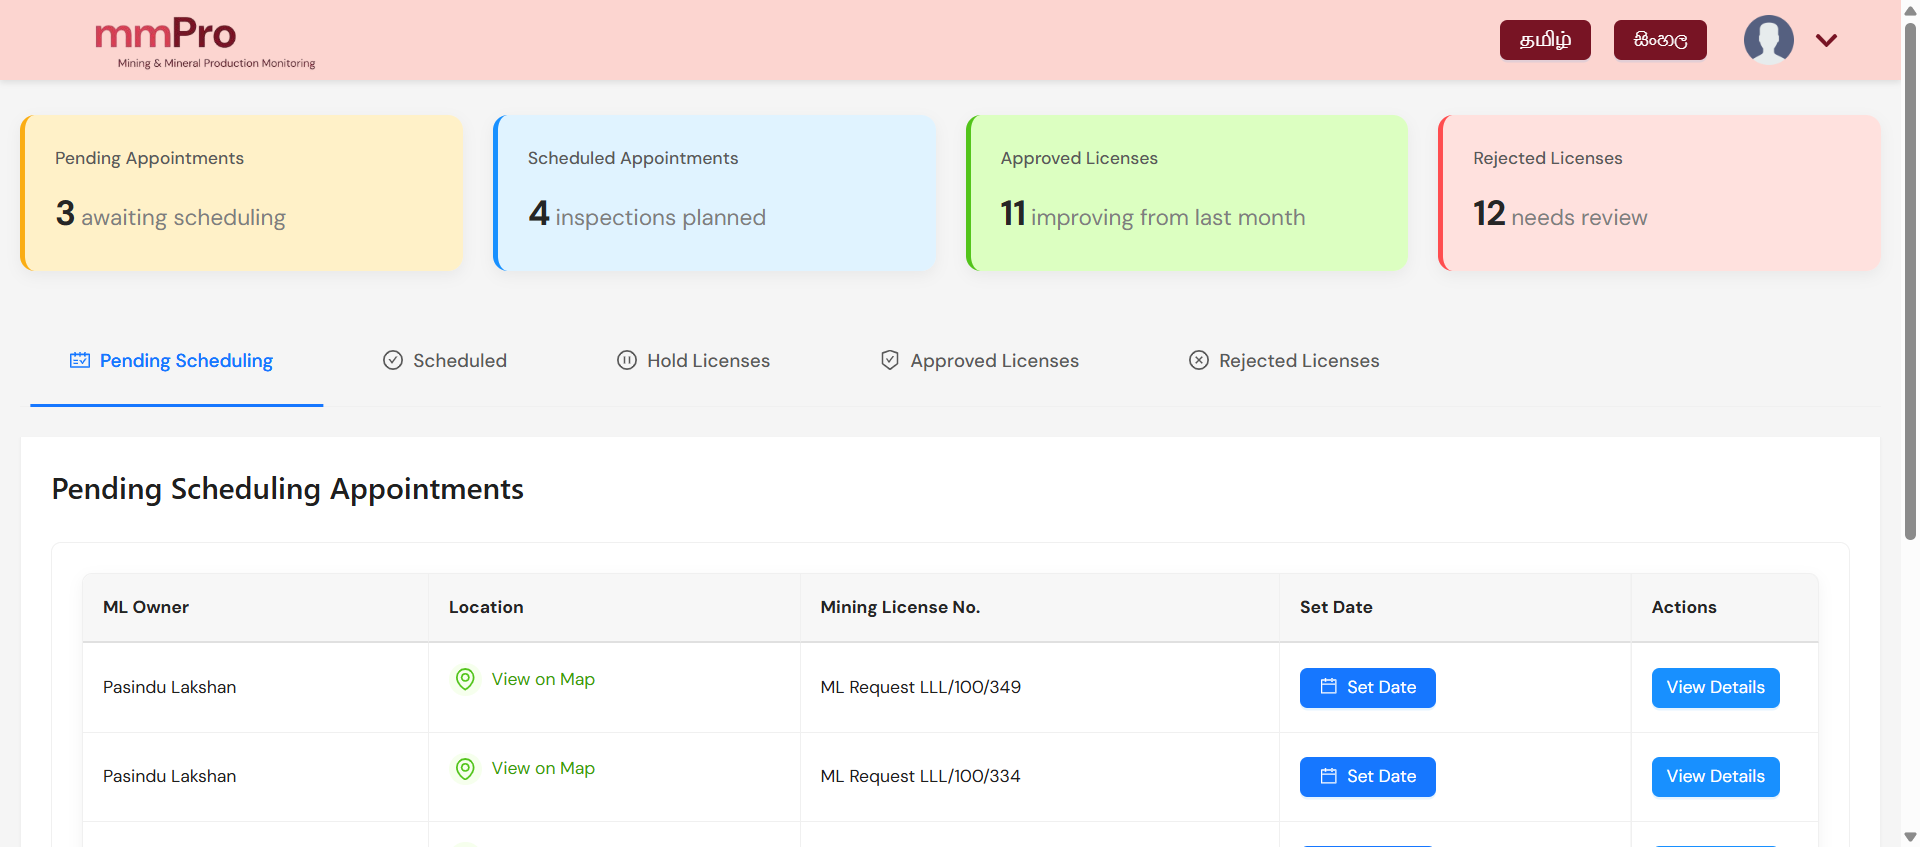 mmPro
Mining & Mineral Production Monitoring
தமிழ்
සිංහල
Pending Appointments
3 awaiting scheduling
Scheduled Appointments
4 inspections planned
Approved Licenses
11 improving from last month
Rejected Licenses
12 needs review
Pending Scheduling
Scheduled
Hold Licenses
Approved Licenses
Rejected Licenses
Pending Scheduling Appointments
ML Owner Location Mining License No. Set Date Actions
Pasindu Lakshan View on Map ML Request LLL/100/349 Set Date View Details
Pasindu Lakshan View on Map ML Request LLL/100/334 Set Date View Details